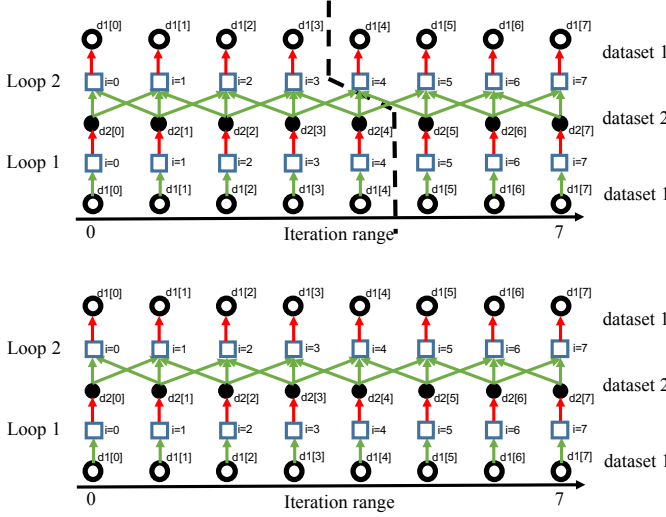 d1[0] d1[1] d1[2] d1[3] d1[4] d1[5] d1[6] d1[7]
dataset 1
Loop 2 i=0 i=1 i=2 i=3 i=4 i=5 i=6 i=7
dataset 2
d2[0] d2[1] d2[2] d2[3] d2[4] d2[5] d2[6] d2[7]
Loop 1 i=0 i=1 i=2 i=3 i=4 i=5 i=6 i=7
d1[0] d1[1] d1[2] d1[3] d1[4] d1[5] d1[6] d1[7]
dataset 1
0 Iteration range 7
d1[0] d1[1] d1[2] d1[3] d1[4] d1[5] d1[6] d1[7]
dataset 1
Loop 2 i=0 i=1 i=2 i=3 i=4 i=5 i=6 i=7
dataset 2
d2[0] d2[1] d2[2] d2[3] d2[4] d2[5] d2[6] d2[7]
Loop 1 i=0 i=1 i=2 i=3 i=4 i=5 i=6 i=7
d1[0] d1[1] d1[2] d1[3] d1[4] d1[5] d1[6] d1[7]
dataset 1
0 Iteration range 7